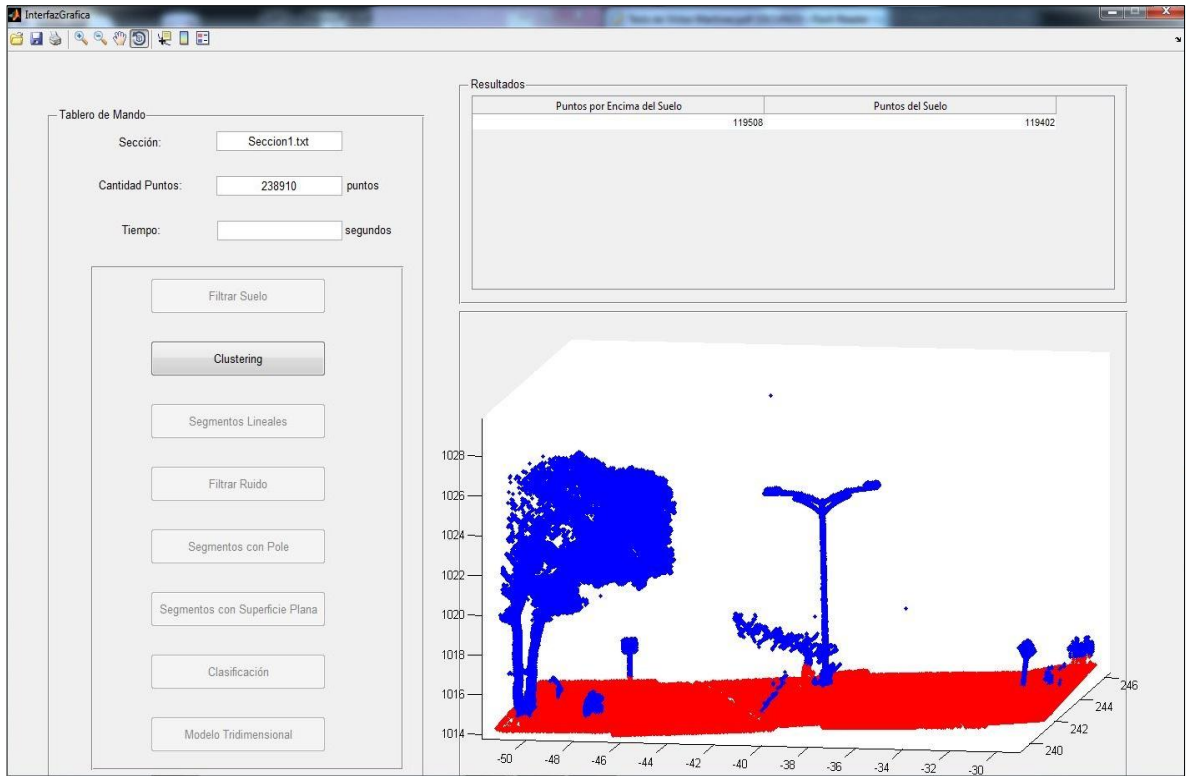 InterfazGrafica
Tablero de Mando
Sección:
Seccion1.txt
Cantidad Puntos:
238910
puntos
Tiempo:
segundos
Filtrar Suelo
Clustering
Segmentos Lineales
Filtrar Ruido
Segmentos con Pole
Segmentos con Superficie Plana
Clasificación
Modelo Tridimensional
Resultados
Puntos por Encima del Suelo
Puntos del Suelo
119508
119402
1028
1026
1024
1022
1020
1018
1016
1014
-50
-48
-46
-44
-42
-40
-38
-36
-34
-32
-30
240
242
244
246